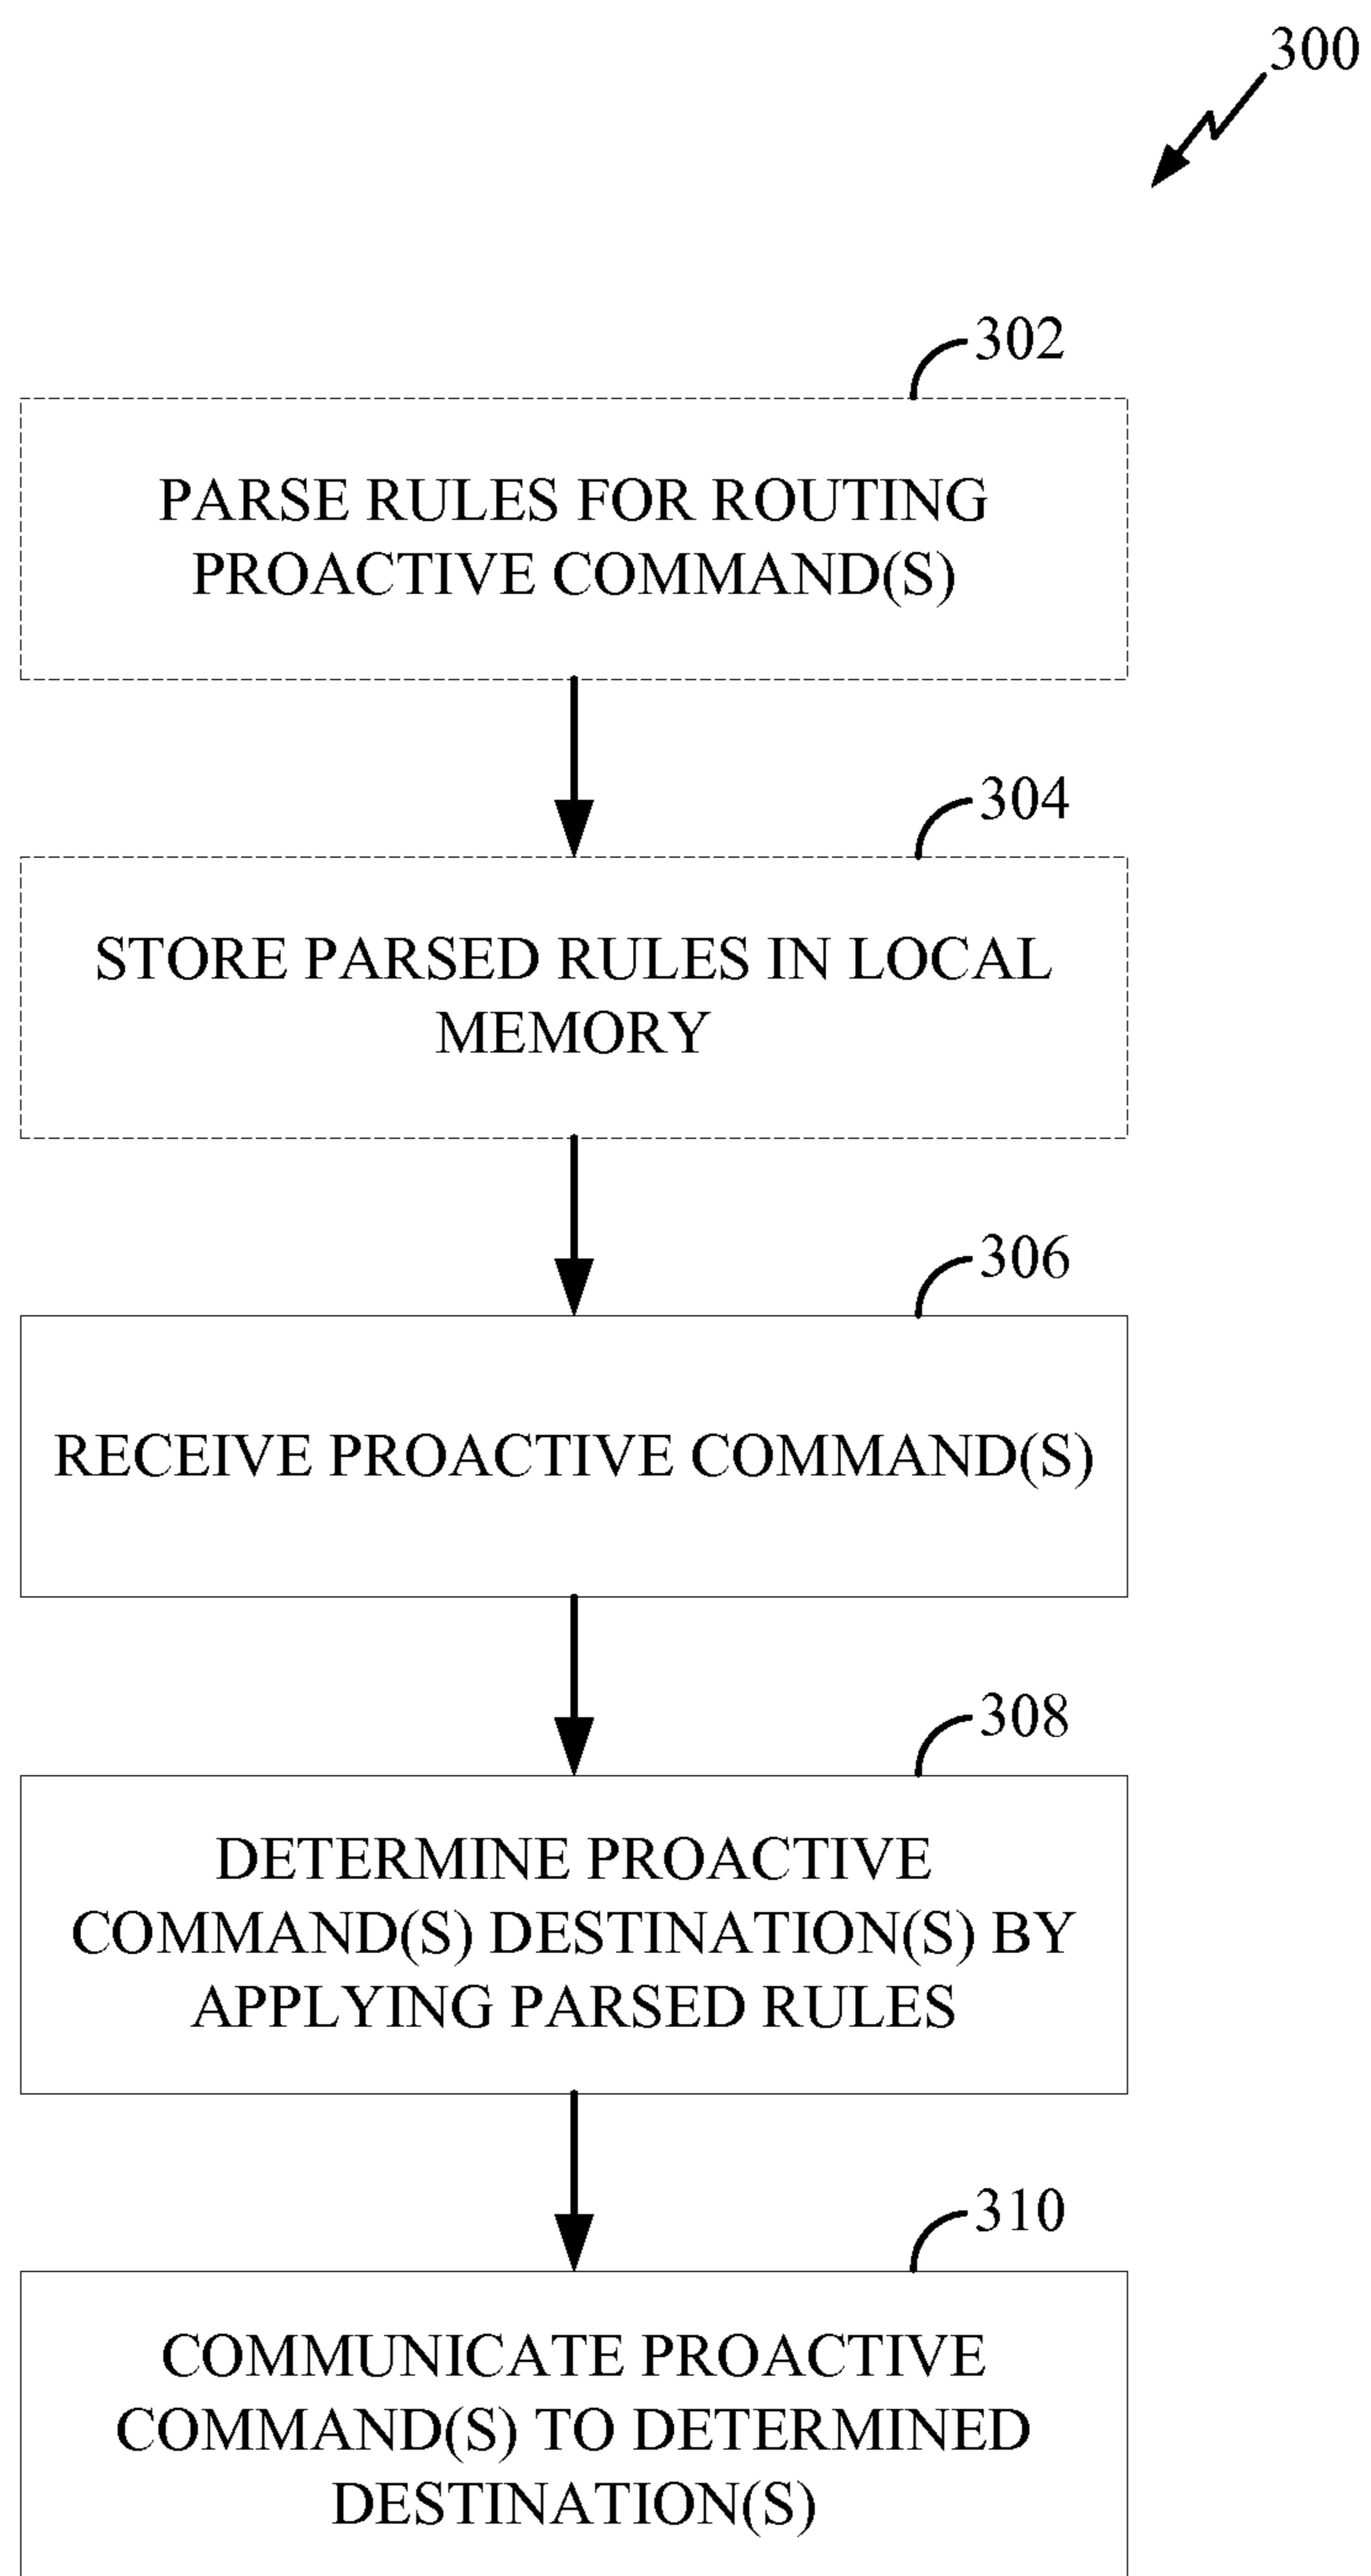 300
302
PARSE RULES FOR ROUTING
PROACTIVE COMMAND(S)
304
STORE PARSED RULES IN LOCAL
MEMORY
306
RECEIVE PROACTIVE COMMAND(S)
308
DETERMINE PROACTIVE
COMMAND(S) DESTINATION(S) BY
APPLYING PARSED RULES
310
COMMUNICATE PROACTIVE
COMMAND(S) TO DETERMINED
DESTINATION(S)